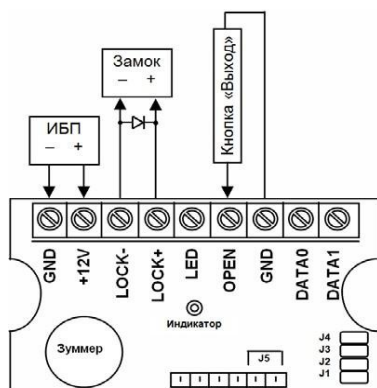 Замок
– +
ИБП
– +
Кнопка «Выход»
GND
+12V
LOCK-
LOCK+
LED
OPEN
GND
DATA0
DATA1
Индикатор
Зуммер
J4
J3
J2
J1
J5